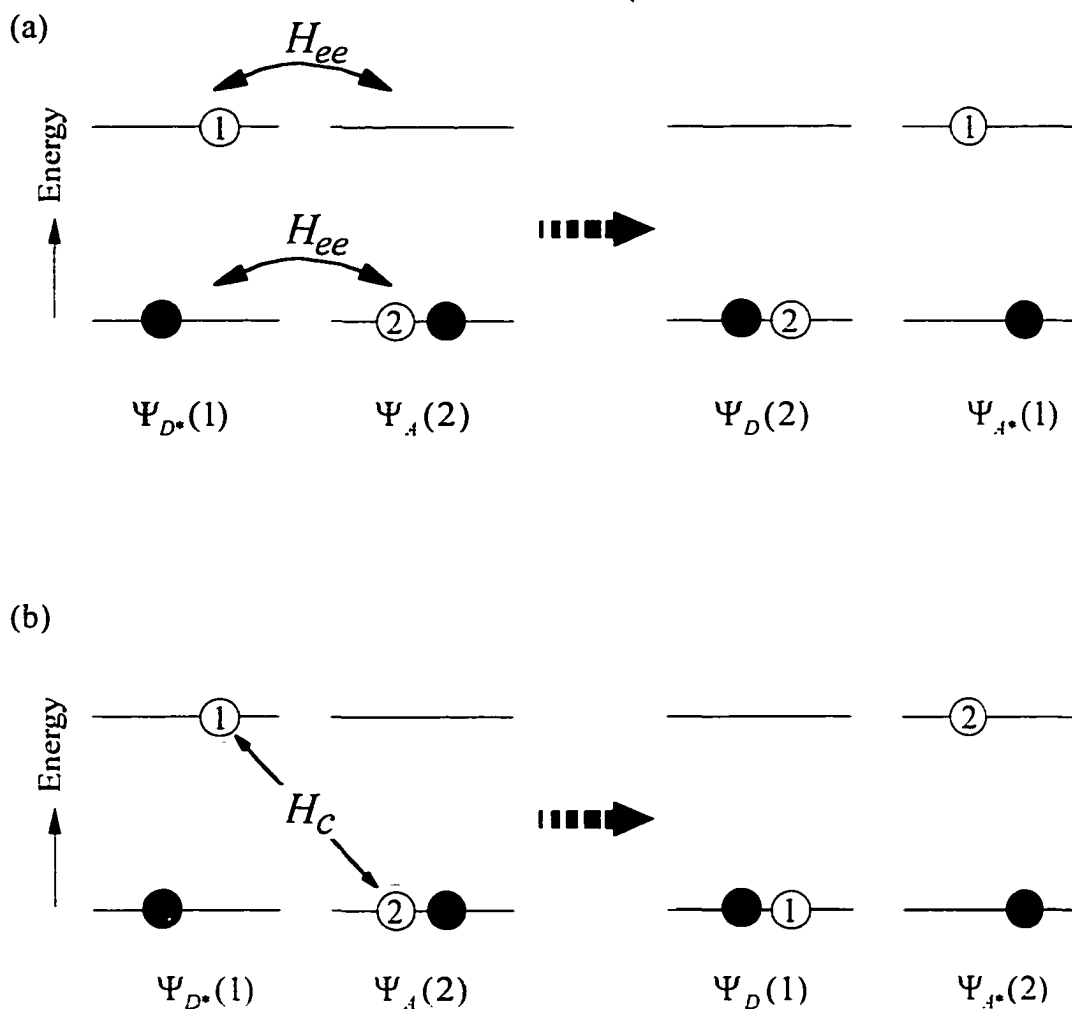 (a)
H_ee
Energy
1
1
H_ee
2
2
Ψ_D*(1) Ψ_A(2) Ψ_D(2) Ψ_A*(1)
(b)
Energy
1
2
H_C
2
1
Ψ_D*(1) Ψ_A(2) Ψ_D(1) Ψ_A*(2)